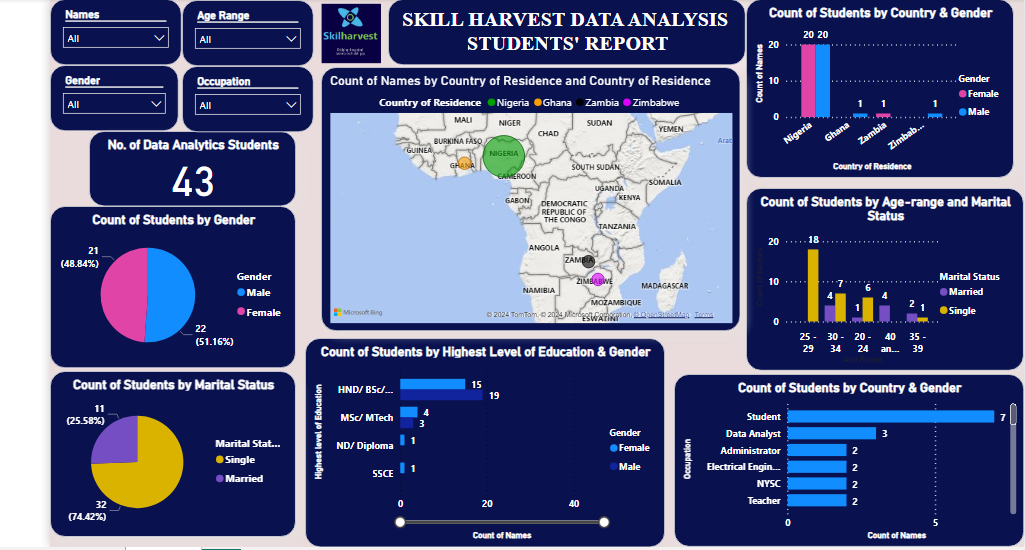 Names
All
Age Range
All
Gender
All
Occupation
All
Skilharvest
SKILL HARVEST DATA ANALYSIS
STUDENTS' REPORT
No. of Data Analytics Students
43
Count of Students by Gender
21
(48.84%)
22
(51.16%)
Gender
Male
Female
Count of Students by Marital Status
11
(25.58%)
32
(74.42%)
Marital Stat...
Single
Married
Count of Names by Country of Residence and Country of Residence
Country of Residence Nigeria Ghana Zambia Zimbabwe
MALI
NIGER
CHAD
SUDAN
YEMEN
Arab
BURKINA FASO
GUINEA
NIGERIA
GHANA
CAMEROON
SOUTH SUDAN
SOMALIA
UGANDA
KENYA
GABON
DEMOCRATIC
REPUBLIC OF
THE CONGO
TANZANIA
ANGOLA
ZAMBIA
ZIMBABWE
MADAGASCAR
NAMIBIA
MOZAMBIQUE
ESWATINI
Microsoft Bing
© 2024 TomTom, © 2024 Microsoft Corporation, © OpenStreetMap Terms
Count of Students by Highest Level of Education & Gender
Highest level of Education
HND/ BSc/...
15
19
MSc/ MTech
4
3
ND/ Diploma
1
SSCE
1
0
20
40
Count of Names
Gender
Female
Male
Count of Students by Country & Gender
Count of Names
20
10
0
20 20
1
1
1
Nigeria
Ghana
Zambia
Zimbab...
Country of Residence
Gender
Female
Male
Count of Students by Age-range and Marital
Status
20
10
0
18
4
7
1
6
4
2
1
25 -
29
30 -
34
20 -
24
40
an...
35 -
39
Marital Status
Married
Single
Count of Students by Country & Gender
Occupation
Student
7
Data Analyst
3
Administrator
2
Electrical Engin...
2
NYSC
2
Teacher
2
0
5
Count of Names